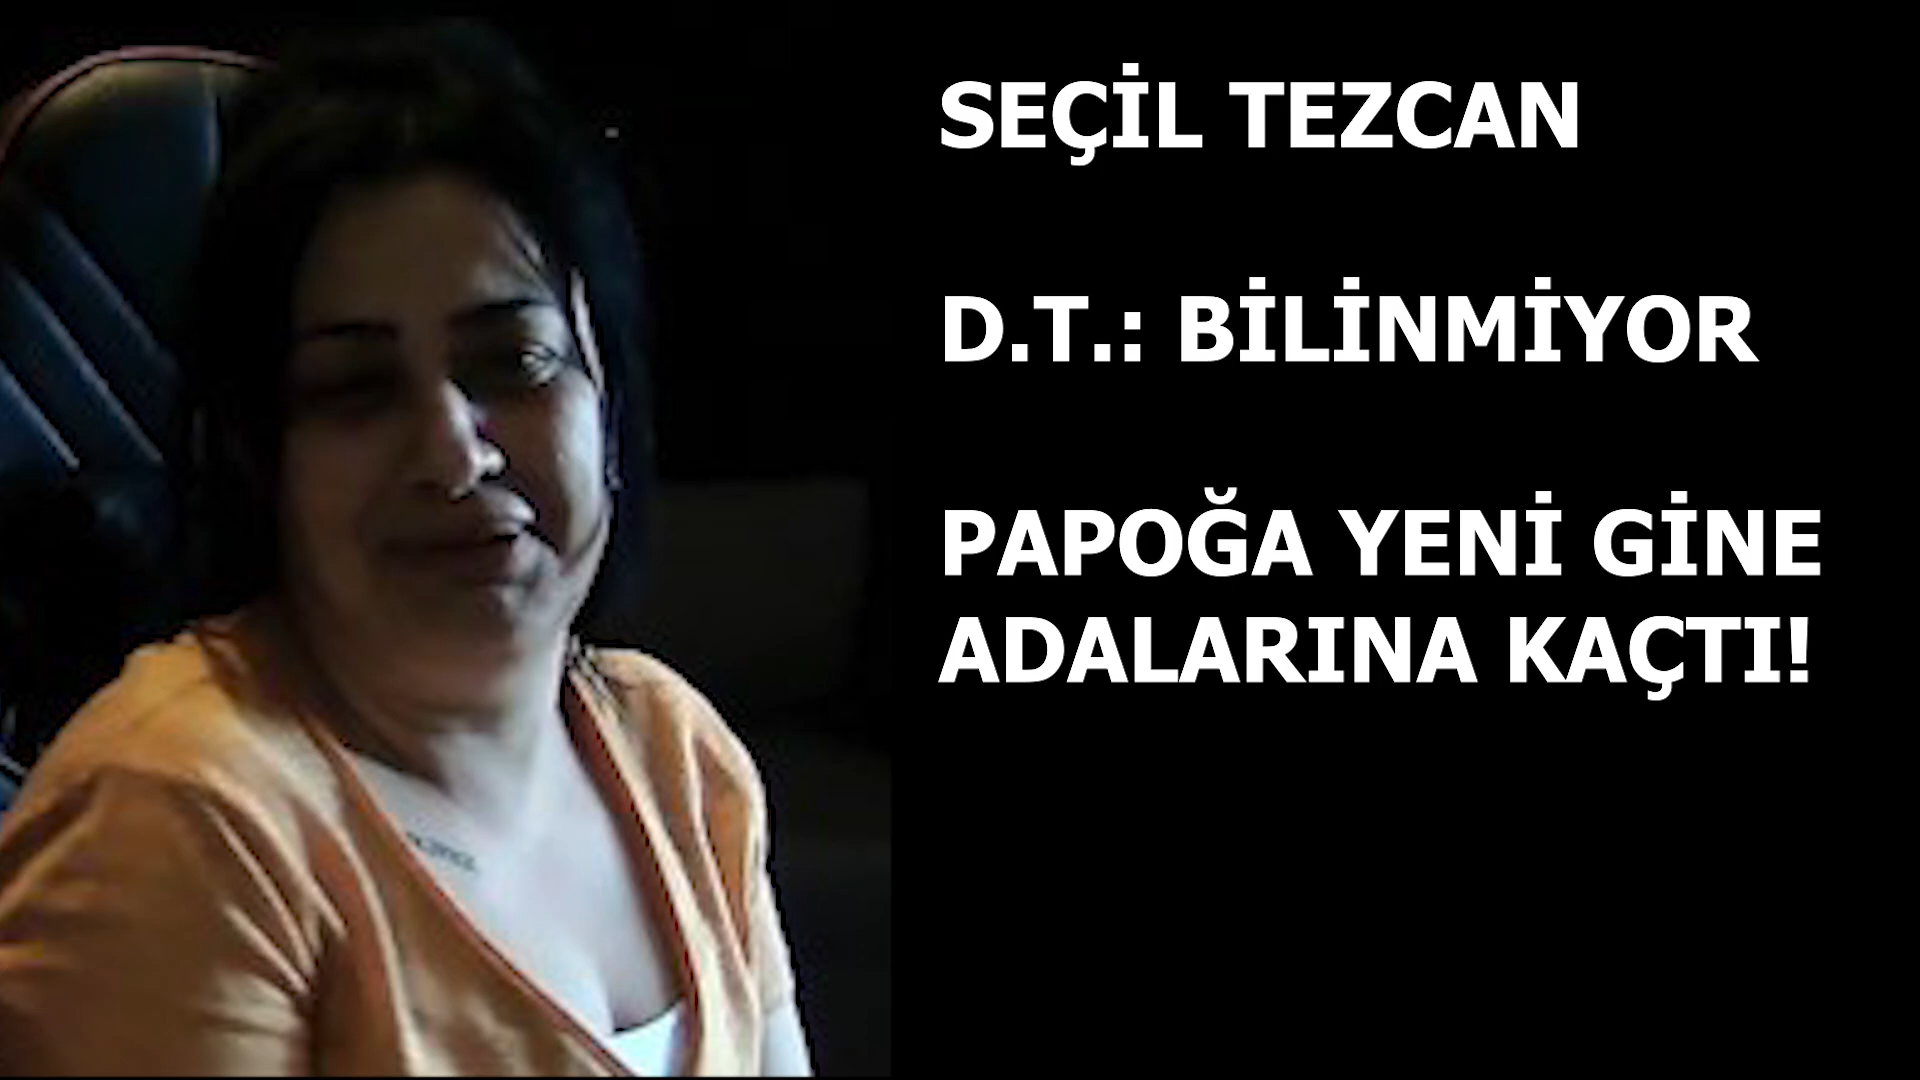 SEÇİL TEZCAN
D.T.: BİLİNMİYOR
PAPOĞA YENİ GİNE
ADALARINA KAÇTI!